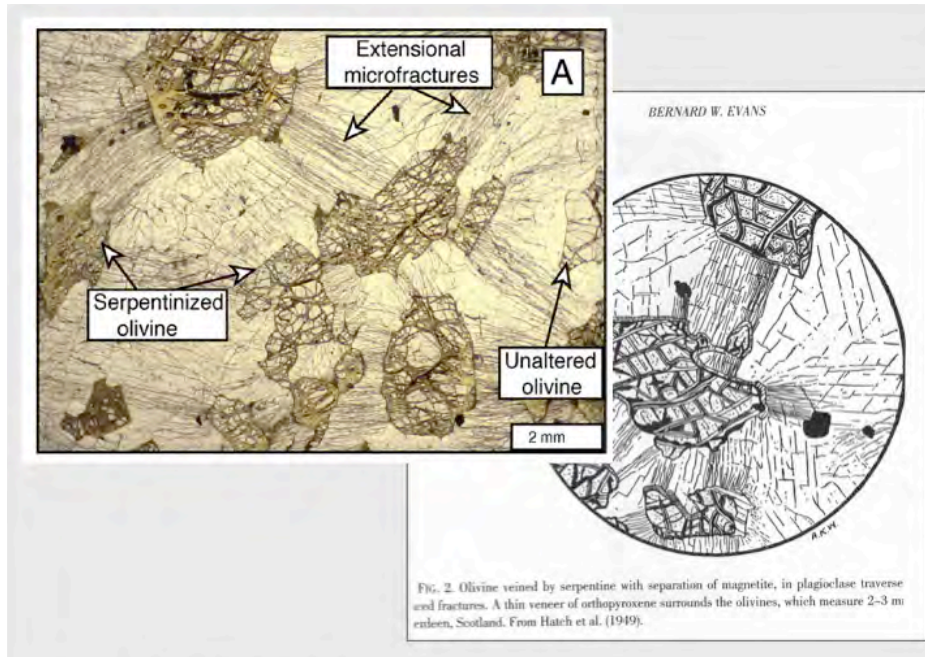 Extensional
microfractures
A
Serpentinized
olivine
Unaltered
olivine
2 mm
BERNARD W. EVANS
A.K.W.
FIG. 2. Olivine veined by serpentine with separation of magnetite, in plagioclase traverse
ced fractures. A thin veneer of orthopyroxene surrounds the olivines, which measure 2–3 m
erdeen, Scotland. From Hatch et al. (1949).